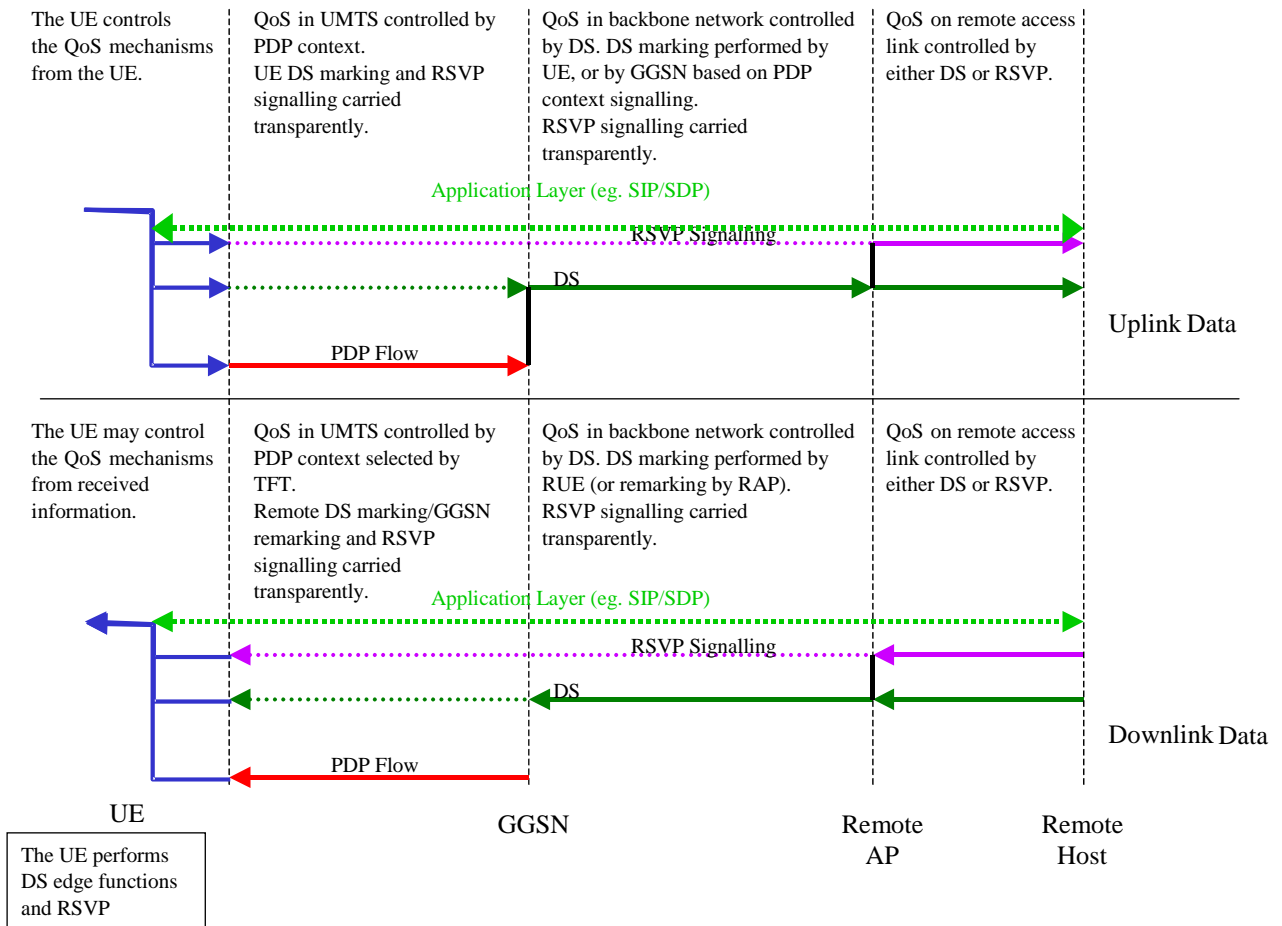 The UE controls
the QoS mechanisms
from the UE.
QoS in UMTS controlled by
PDP context.
UE DS marking and RSVP
signalling carried
transparently.
QoS in backbone network controlled
by DS. DS marking performed by
UE, or by GGSN based on PDP
context signalling.
RSVP signalling carried
transparently.
QoS on remote access
link controlled by
either DS or RSVP.
Application Layer (eg. SIP/SDP)
RSVP Signalling
DS
PDP Flow
Uplink Data
The UE may control
the QoS mechanisms
from received
information.
QoS in UMTS controlled by
PDP context selected by
TFT.
Remote DS marking/GGSN
remarking and RSVP
signalling carried
transparently.
QoS in backbone network controlled
by DS. DS marking performed by
RUE (or remarking by RAP).
RSVP signalling carried
transparently.
QoS on remote access
link controlled by
either DS or RSVP.
Application Layer (eg. SIP/SDP)
RSVP Signalling
DS
PDP Flow
Downlink Data
UE
GGSN
Remote
AP
Remote
Host
The UE performs
DS edge functions
and RSVP